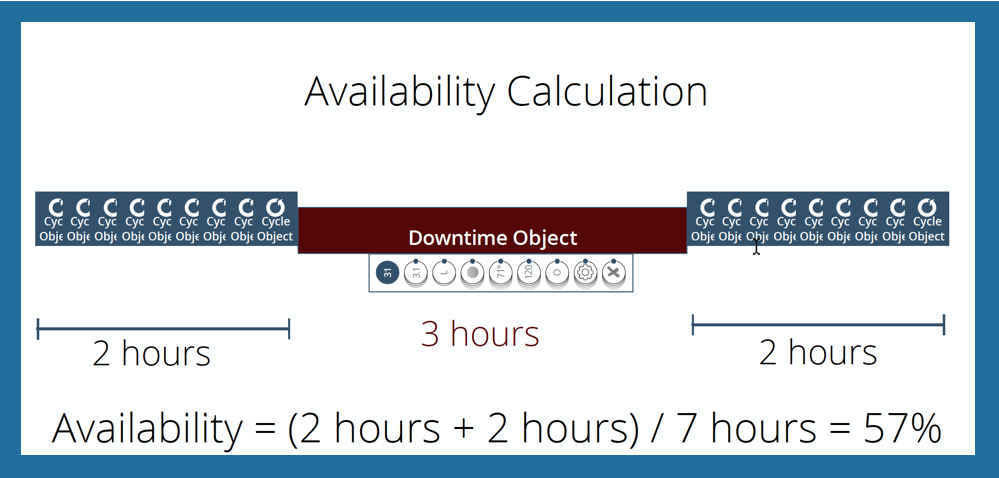 Availability Calculation
Cyc Cyc Cyc Cyc Cyc Cyc Cyc Cyc Cycle
Obje Obje Obje Obje Obje Obje Obje Obje Object
Downtime Object
Cyc Cyc Cyc Cyc Cyc Cyc Cyc Cyc Cycle
Obje Obje Obje Obje Obje Obje Obje Obje Object
31 3.1 L 71° 120 O
2 hours
3 hours
2 hours
Availability = (2 hours + 2 hours) / 7 hours = 57%